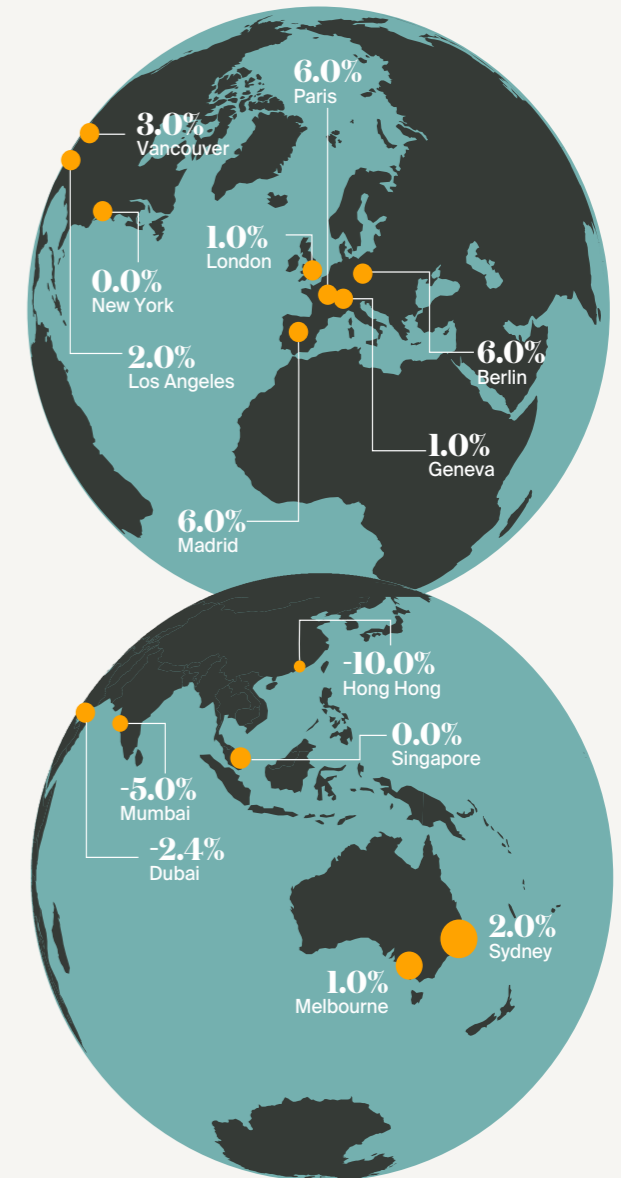 6.0%
Paris
3.0%
Vancouver
1.0%
London
0.0%
New York
2.0%
Los Angeles
6.0%
Berlin
1.0%
Geneva
6.0%
Madrid
-10.0%
Hong Hong
0.0%
Singapore
-5.0%
Mumbai
-2.4%
Dubai
2.0%
Sydney
1.0%
Melbourne